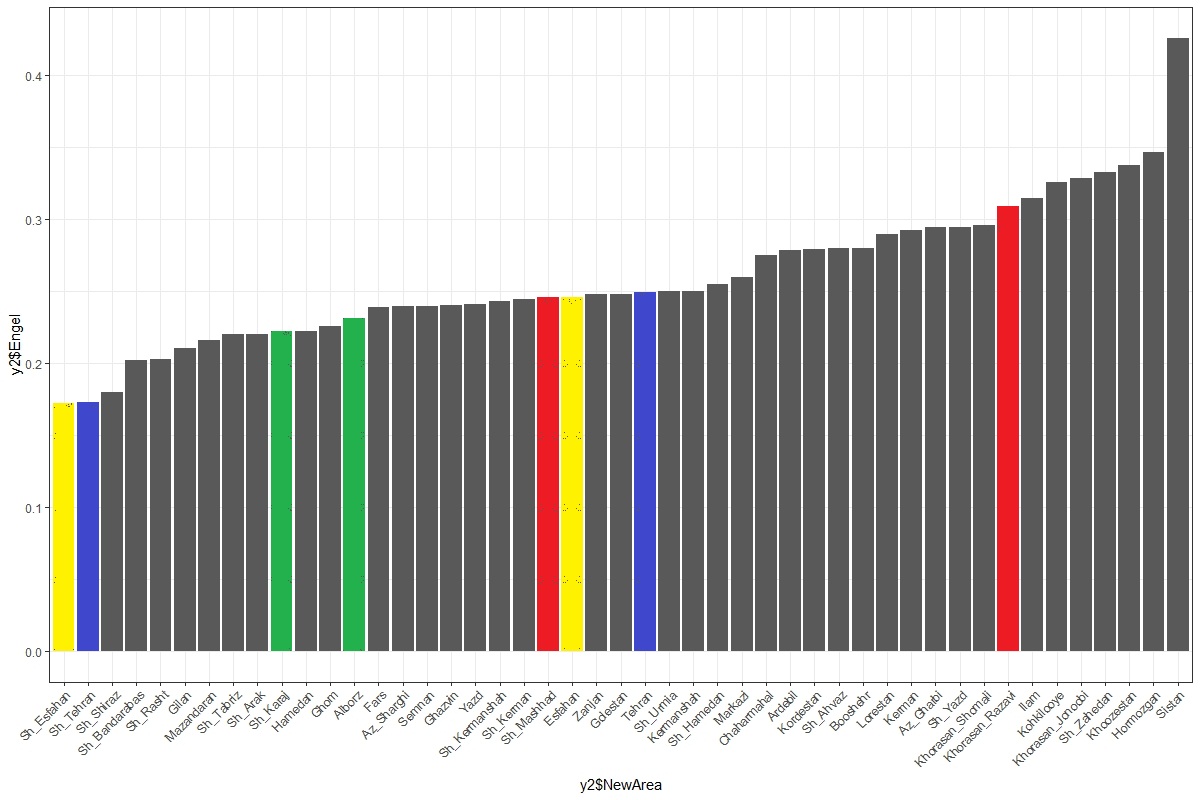 0.4
0.3
0.2
0.1
0.0
y2$Engel
Sh_Esfahan
Sh_Tehran
Sh_Shiraz
Sh_Bandarabas
Sh_Rasht
Gilan
Mazandaran
Sh_Tabriz
Sh_Arak
Sh_Karaj
Hamedan
Ghom
Alborz
Fars
Az_Sharghi
Semnan
Ghazvin
Yazd
Sh_Kermanshah
Sh_Kerman
Sh_Mashhad
Esfahan
Zanjan
Golestan
Tehran
Sh_Urmia
Kermanshah
Sh_Hamedan
Markazi
Chaharmahal
Ardebil
Kordestan
Sh_Ahvaz
Booshehr
Lorestan
Kerman
Az_Gharbi
Sh_Yazd
Khorasan_Shomali
Khorasan_Razavi
Ilam
Kohkilooye
Khorasan_Jonoobi
Sh_Zahedan
Khoozestan
Hormozgan
Sistan
y2$NewArea